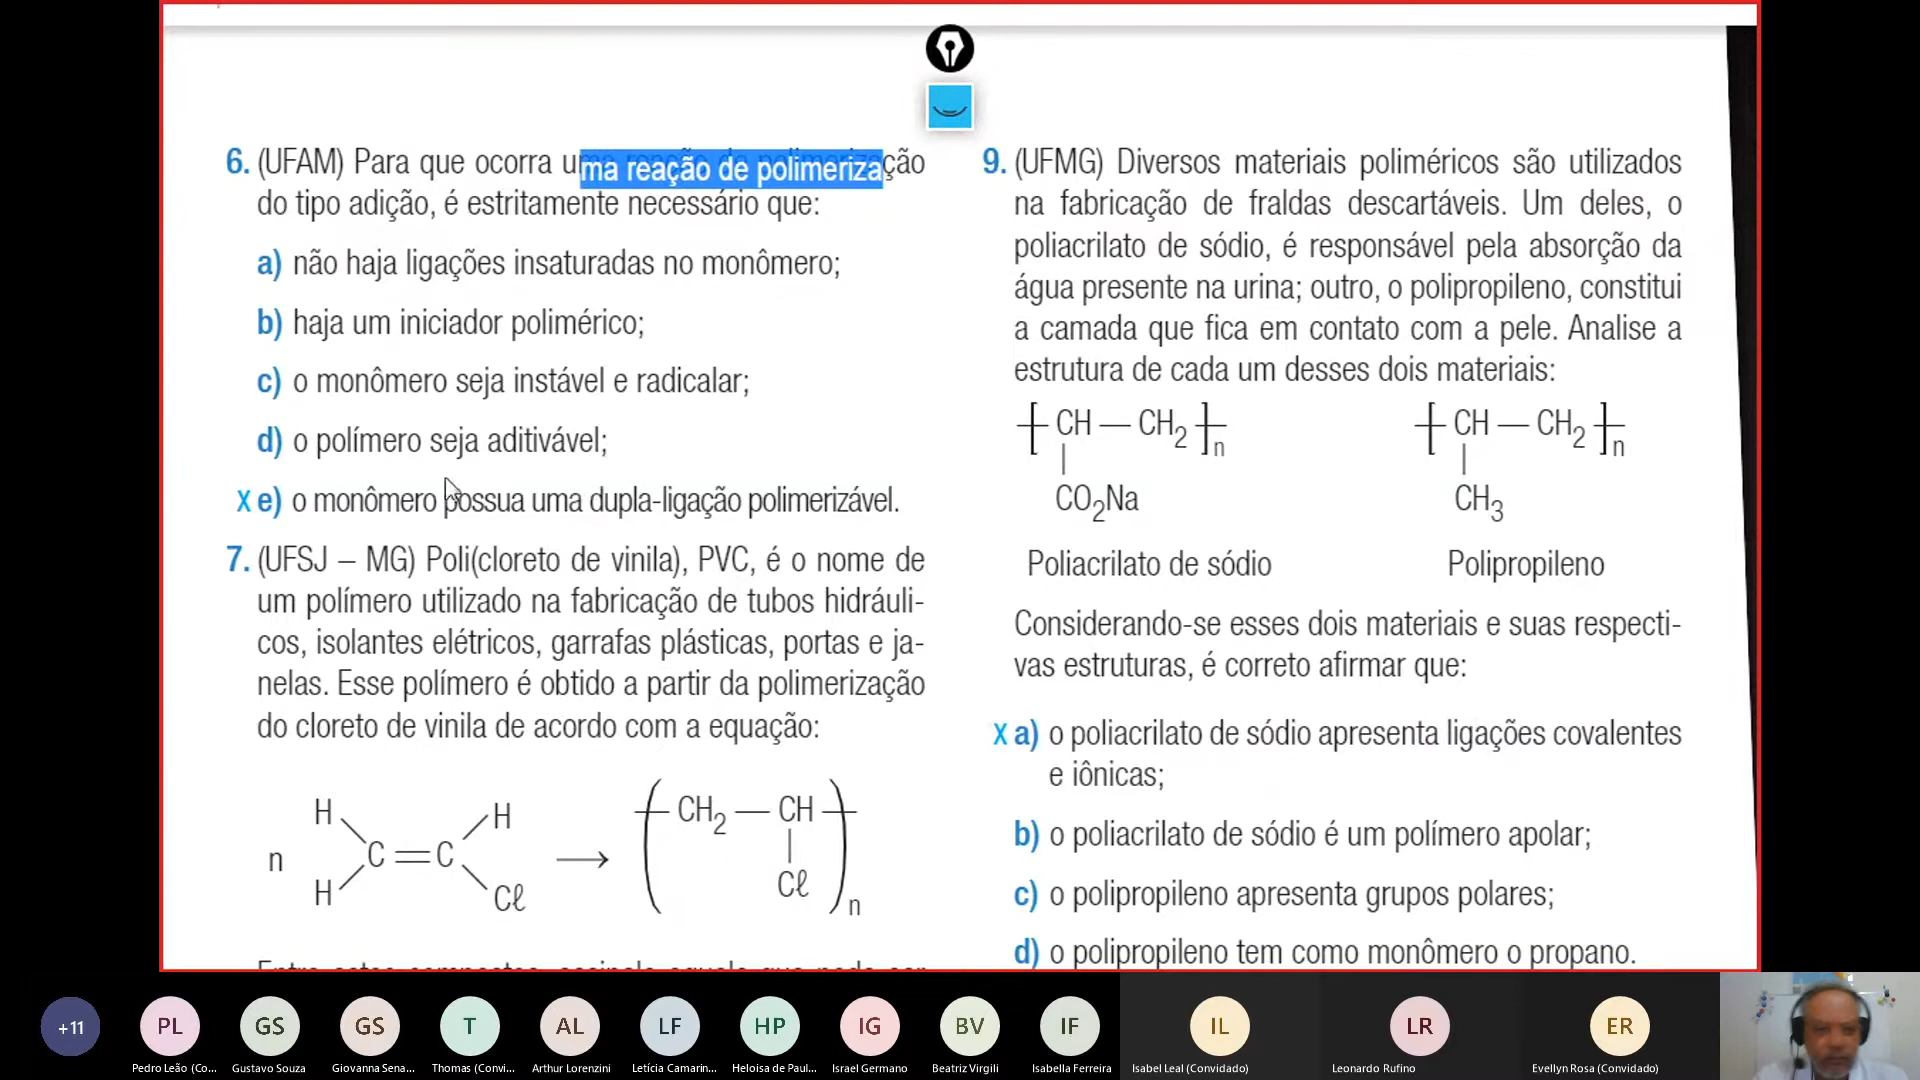 6. (UFAM) Para que ocorra uma reação de polimerização
do tipo adição, é estritamente necessário que:
a) não haja ligações insaturadas no monômero;
b) haja um iniciador polimérico;
c) o monômero seja instável e radicalar;
d) o polímero seja aditivável;
X e) o monômero possua uma dupla-ligação polimerizável.
7. (UFSJ – MG) Poli(cloreto de vinila), PVC, é o nome de
um polímero utilizado na fabricação de tubos hidráuli-
cos, isolantes elétricos, garrafas plásticas, portas e ja-
nelas. Esse polímero é obtido a partir da polimerização
do cloreto de vinila de acordo com a equação:
H H
n C=C → ( CH₂ — CH )n
H Cℓ Cℓ
9. (UFMG) Diversos materiais poliméricos são utilizados
na fabricação de fraldas descartáveis. Um deles, o
poliacrilato de sódio, é responsável pela absorção da
água presente na urina; outro, o polipropileno, constitui
a camada que fica em contato com a pele. Analise a
estrutura de cada um desses dois materiais:
[ CH — CH₂ ]n [ CH — CH₂ ]n
CO₂Na CH₃
Poliacrilato de sódio Polipropileno
Considerando-se esses dois materiais e suas respecti-
vas estruturas, é correto afirmar que:
X a) o poliacrilato de sódio apresenta ligações covalentes
e iônicas;
b) o poliacrilato de sódio é um polímero apolar;
c) o polipropileno apresenta grupos polares;
d) o polipropileno tem como monômero o propano.
+11 PL GS GS T AL LF HP IG BV IF IL LR ER
Pedro Leão (Co... Gustavo Souza Giovanna Sena... Thomas (Convi... Arthur Lorenzini Letícia Camarin... Heloisa de Paul... Israel Germano Beatriz Virgili Isabella Ferreira Isabel Leal (Convidado) Leonardo Rufino Evellyn Rosa (Convidado)